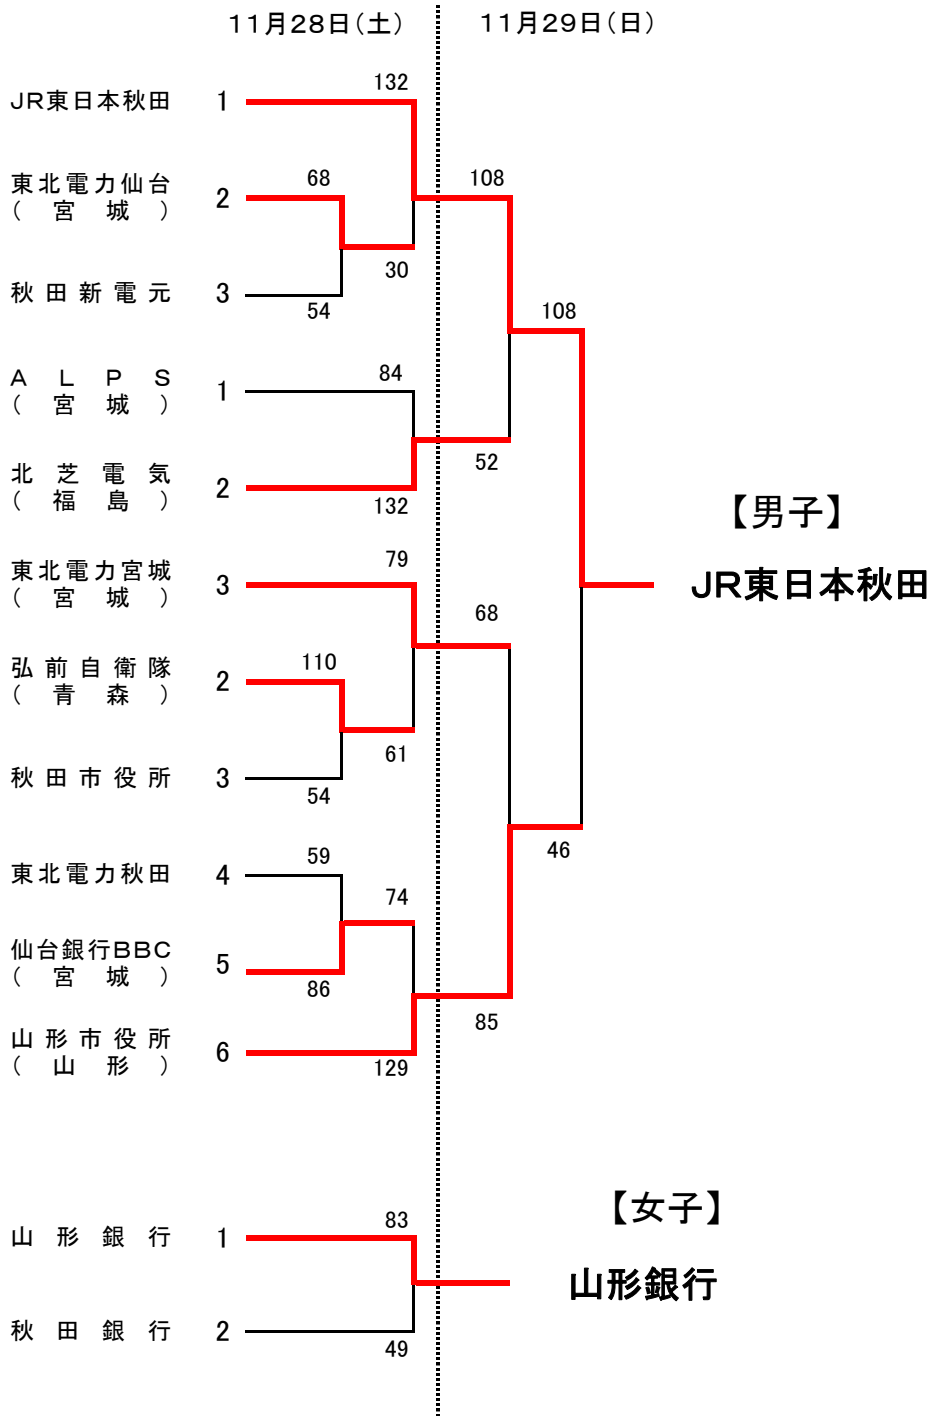 11月28日(土)
11月29日(日)
132
JR東日本秋田 1
東北電力仙台
(宮城) 2
68
108
30
秋田新電元 3
54
108
ALPS
(宮城) 1
84
52
北芝電気
(福島) 2
132
【男子】
JR東日本秋田
東北電力宮城
(宮城) 3
79
68
弘前自衛隊
(青森) 2
110
61
秋田市役所 3
54
46
東北電力秋田 4
59
74
仙台銀行BBC
(宮城) 5
86
85
山形市役所
(山形) 6
129
【女子】
山形銀行 1
83
山形銀行
秋田銀行 2
49